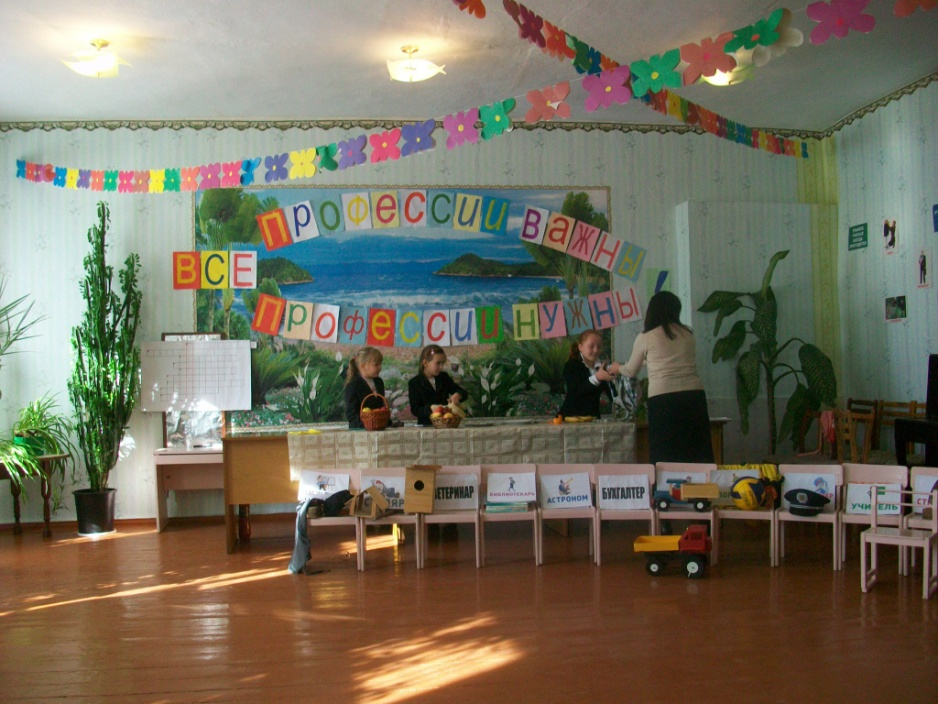 ВСЕ ПРОФЕССИИ ВАЖНЫ,
ПРОФЕССИИ НУЖНЫ!
ВЕТЕРИНАР
БИБЛИОТЕКАРЬ
АСТРОНОМ
БУХГАЛТЕР
УЧИТЕЛЬ